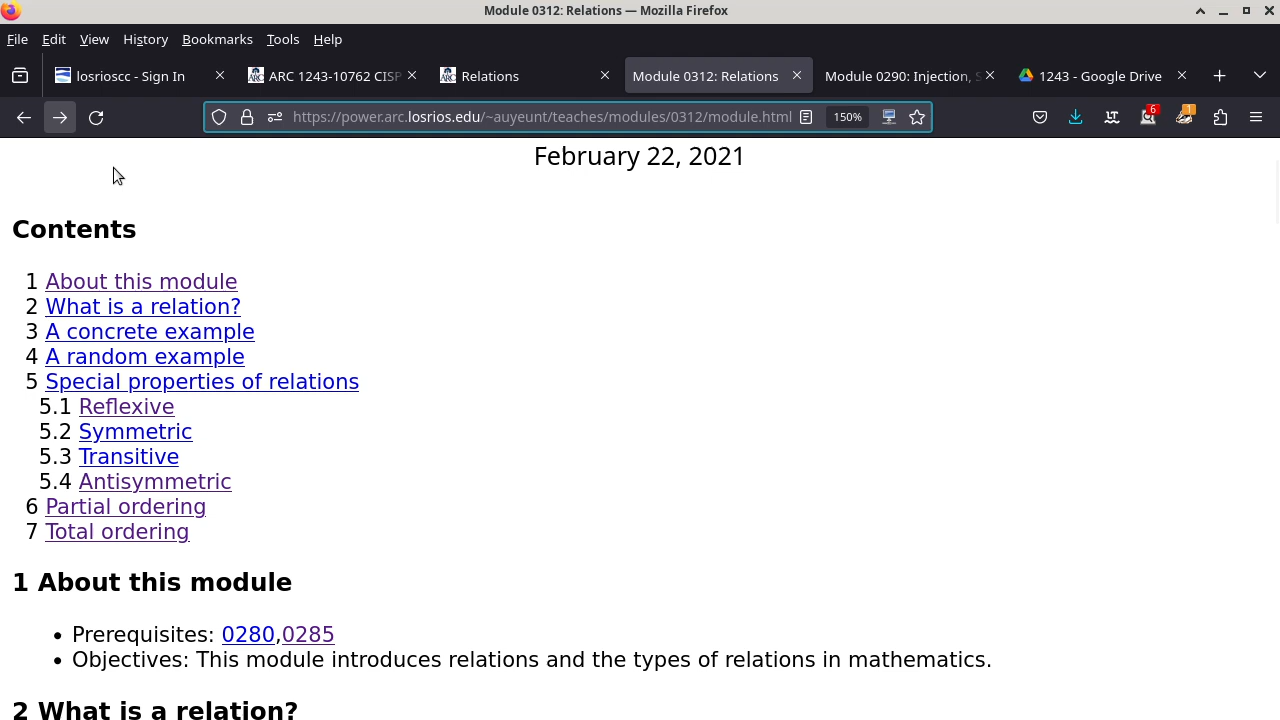 Module 0312: Relations — Mozilla Firefox
File Edit View History Bookmarks Tools Help
losrioscc - Sign In
ARC 1243-10762 CISP
Relations
Module 0312: Relations
Module 0290: Injection, S
1243 - Google Drive
https://power.arc.losrios.edu/~auyeunt/teaches/modules/0312/module.html
150%
6
1
February 22, 2021
Contents
1 About this module
2 What is a relation?
3 A concrete example
4 A random example
5 Special properties of relations
5.1 Reflexive
5.2 Symmetric
5.3 Transitive
5.4 Antisymmetric
6 Partial ordering
7 Total ordering
1 About this module
• Prerequisites: 0280,0285
• Objectives: This module introduces relations and the types of relations in mathematics.
2 What is a relation?